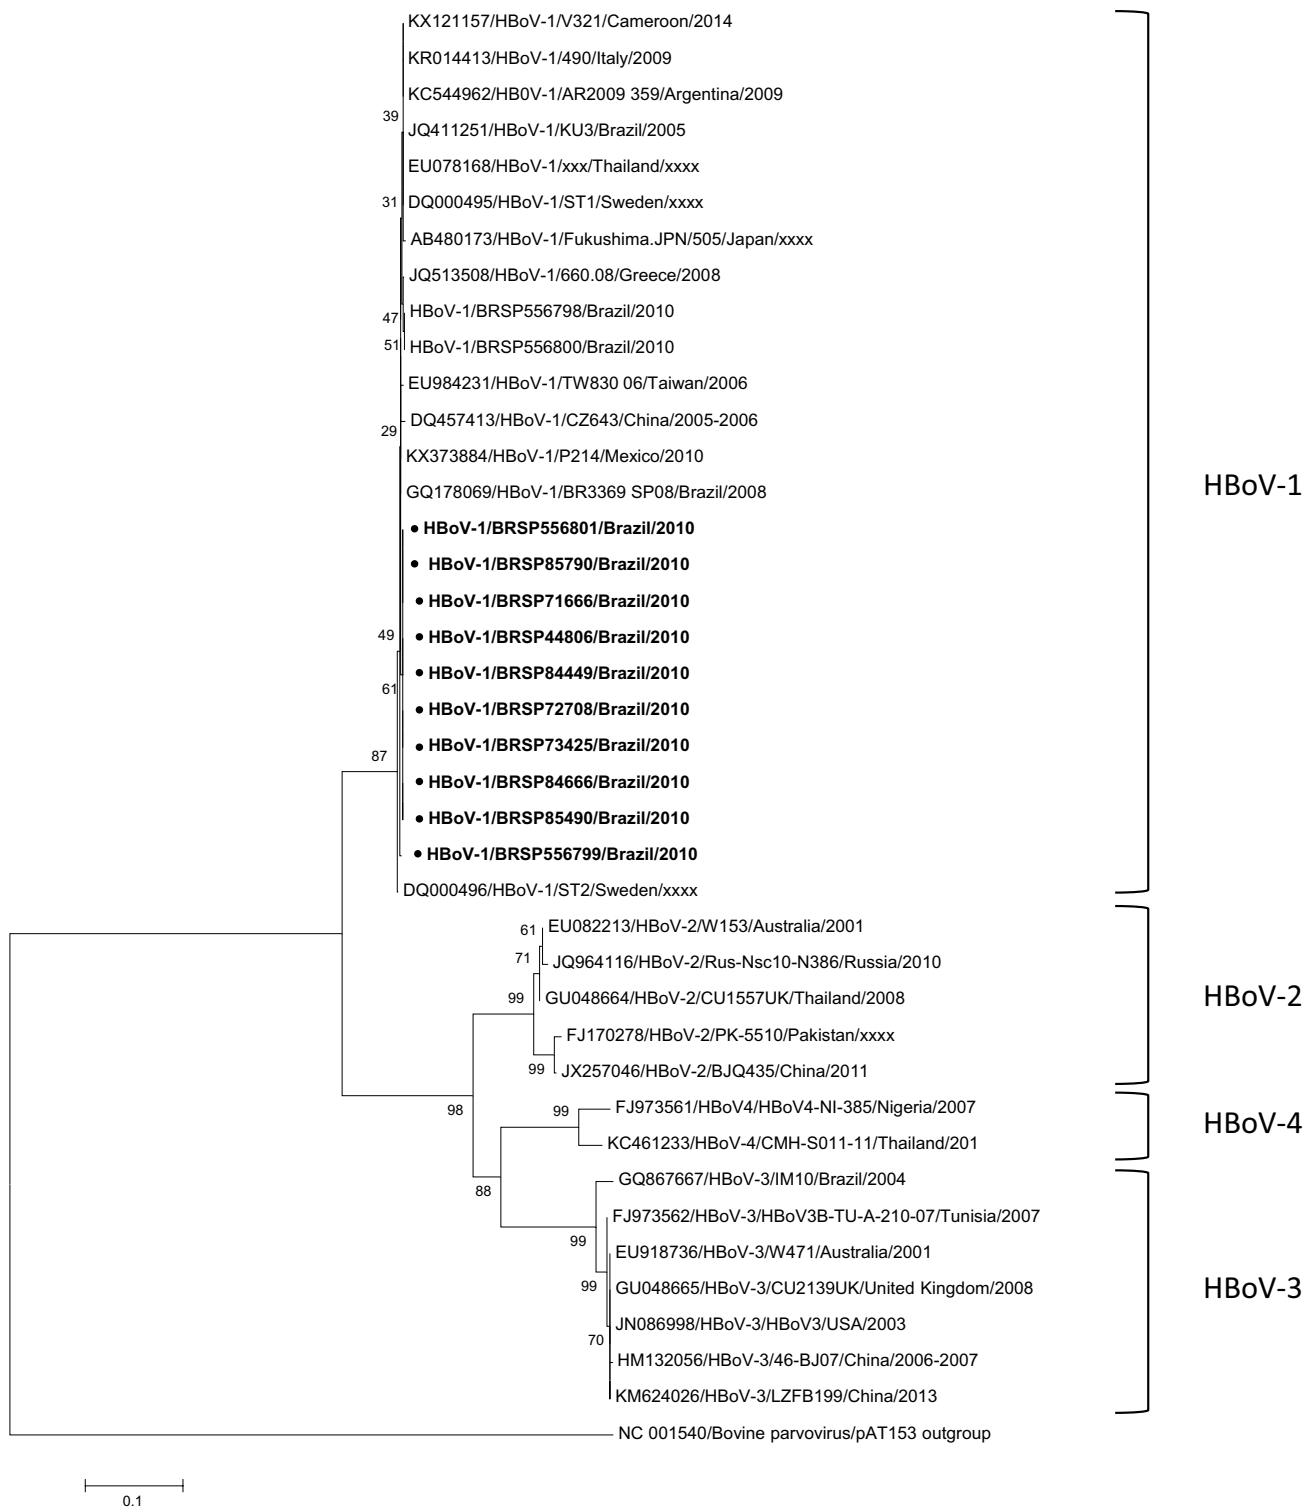 KX121157/HBoV-1/V321/Cameroon/2014
KR014413/HBoV-1/490/Italy/2009
KC544962/HB0V-1/AR2009 359/Argentina/2009
39
JQ411251/HBoV-1/KU3/Brazil/2005
EU078168/HBoV-1/xxx/Thailand/xxxx
31
DQ000495/HBoV-1/ST1/Sweden/xxxx
AB480173/HBoV-1/Fukushima.JPN/505/Japan/xxxx
JQ513508/HBoV-1/660.08/Greece/2008
HBoV-1/BRSP556798/Brazil/2010
47
51
HBoV-1/BRSP556800/Brazil/2010
EU984231/HBoV-1/TW830 06/Taiwan/2006
DQ457413/HBoV-1/CZ643/China/2005-2006
29
KX373884/HBoV-1/P214/Mexico/2010
GQ178069/HBoV-1/BR3369 SP08/Brazil/2008
HBoV-1
HBoV-1/BRSP556801/Brazil/2010
HBoV-1/BRSP85790/Brazil/2010
HBoV-1/BRSP71666/Brazil/2010
49
HBoV-1/BRSP44806/Brazil/2010
HBoV-1/BRSP84449/Brazil/2010
61
HBoV-1/BRSP72708/Brazil/2010
HBoV-1/BRSP73425/Brazil/2010
87
HBoV-1/BRSP84666/Brazil/2010
HBoV-1/BRSP85490/Brazil/2010
HBoV-1/BRSP556799/Brazil/2010
DQ000496/HBoV-1/ST2/Sweden/xxxx
61
EU082213/HBoV-2/W153/Australia/2001
71
JQ964116/HBoV-2/Rus-Nsc10-N386/Russia/2010
99
GU048664/HBoV-2/CU1557UK/Thailand/2008
HBoV-2
FJ170278/HBoV-2/PK-5510/Pakistan/xxxx
99
JX257046/HBoV-2/BJQ435/China/2011
98
99
FJ973561/HBoV4/HBoV4-NI-385/Nigeria/2007
HBoV-4
KC461233/HBoV-4/CMH-S011-11/Thailand/201
88
GQ867667/HBoV-3/IM10/Brazil/2004
FJ973562/HBoV-3/HBoV3B-TU-A-210-07/Tunisia/2007
99
EU918736/HBoV-3/W471/Australia/2001
99
GU048665/HBoV-3/CU2139UK/United Kingdom/2008
HBoV-3
JN086998/HBoV-3/HBoV3/USA/2003
70
HM132056/HBoV-3/46-BJ07/China/2006-2007
KM624026/HBoV-3/LZFB199/China/2013
NC 001540/Bovine parvovirus/pAT153 outgroup
0.1